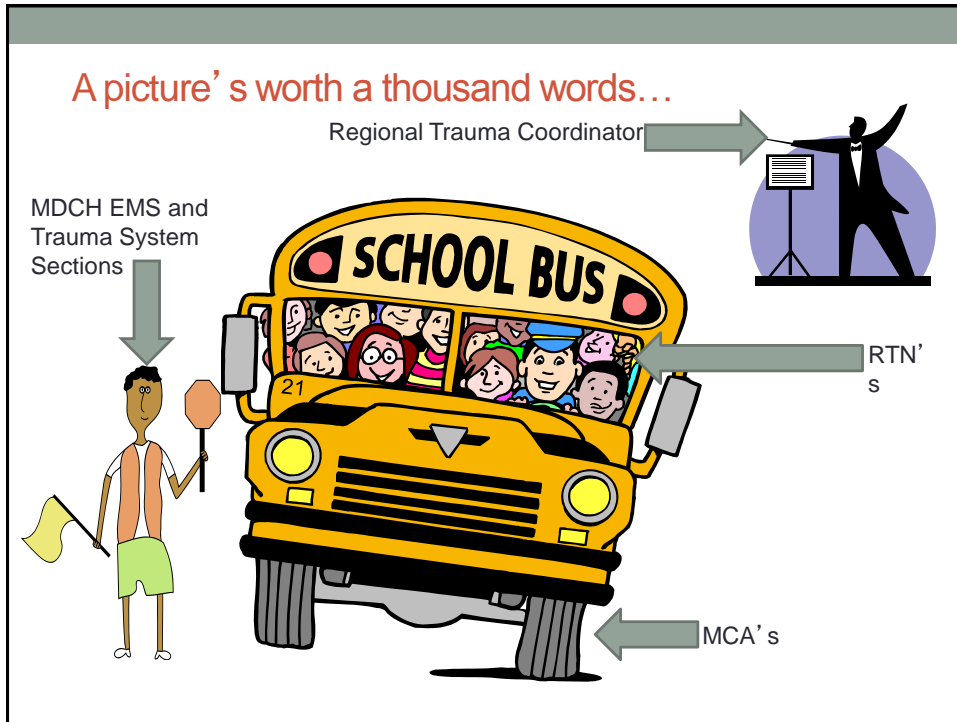 A picture's worth a thousand words…
Regional Trauma Coordinator
MDCH EMS and
Trauma System
Sections
SCHOOL BUS
RTN'
s
21
MCA's